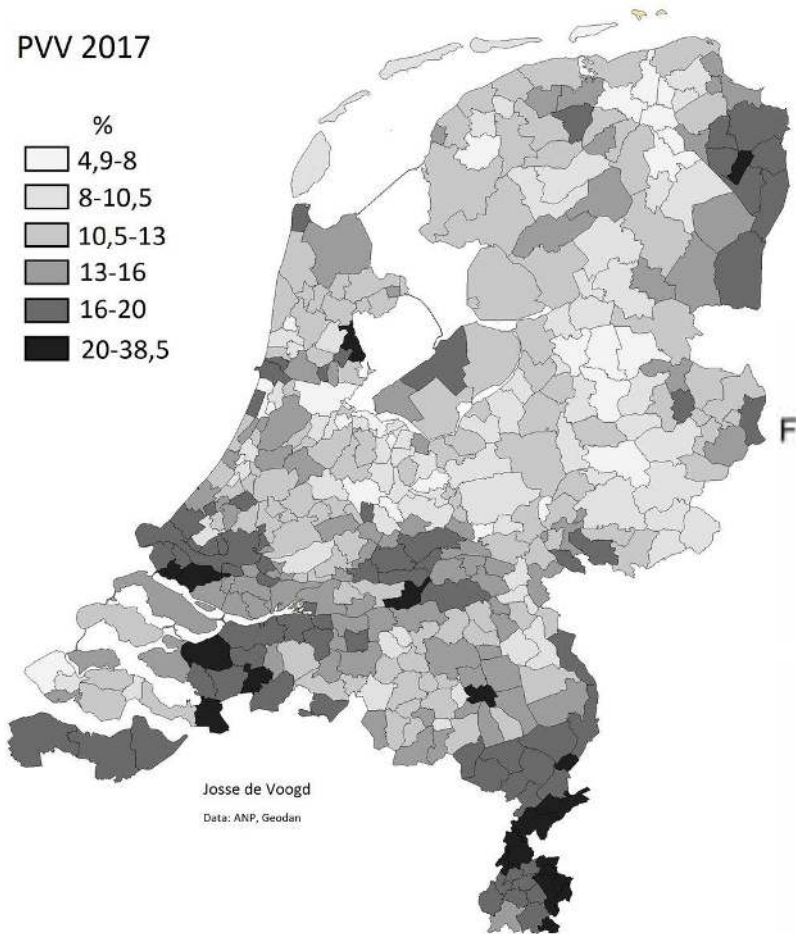 PVV 2017
%
4,9-8
8-10,5
10,5-13
13-16
16-20
20-38,5
F
Josse de Voogd
Data: ANP, Geodan